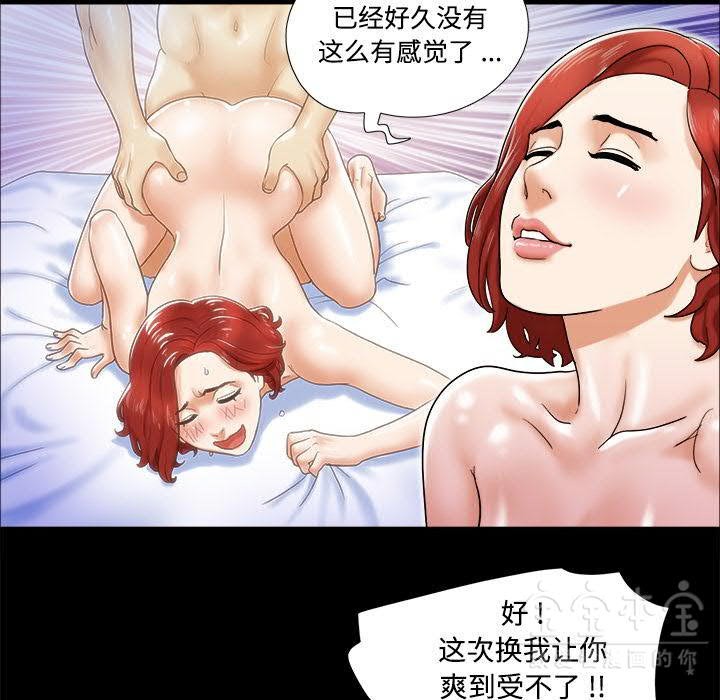 已经好久没有
这么有感觉了 ...
好！
这次换我让你
爽到受不了 !!